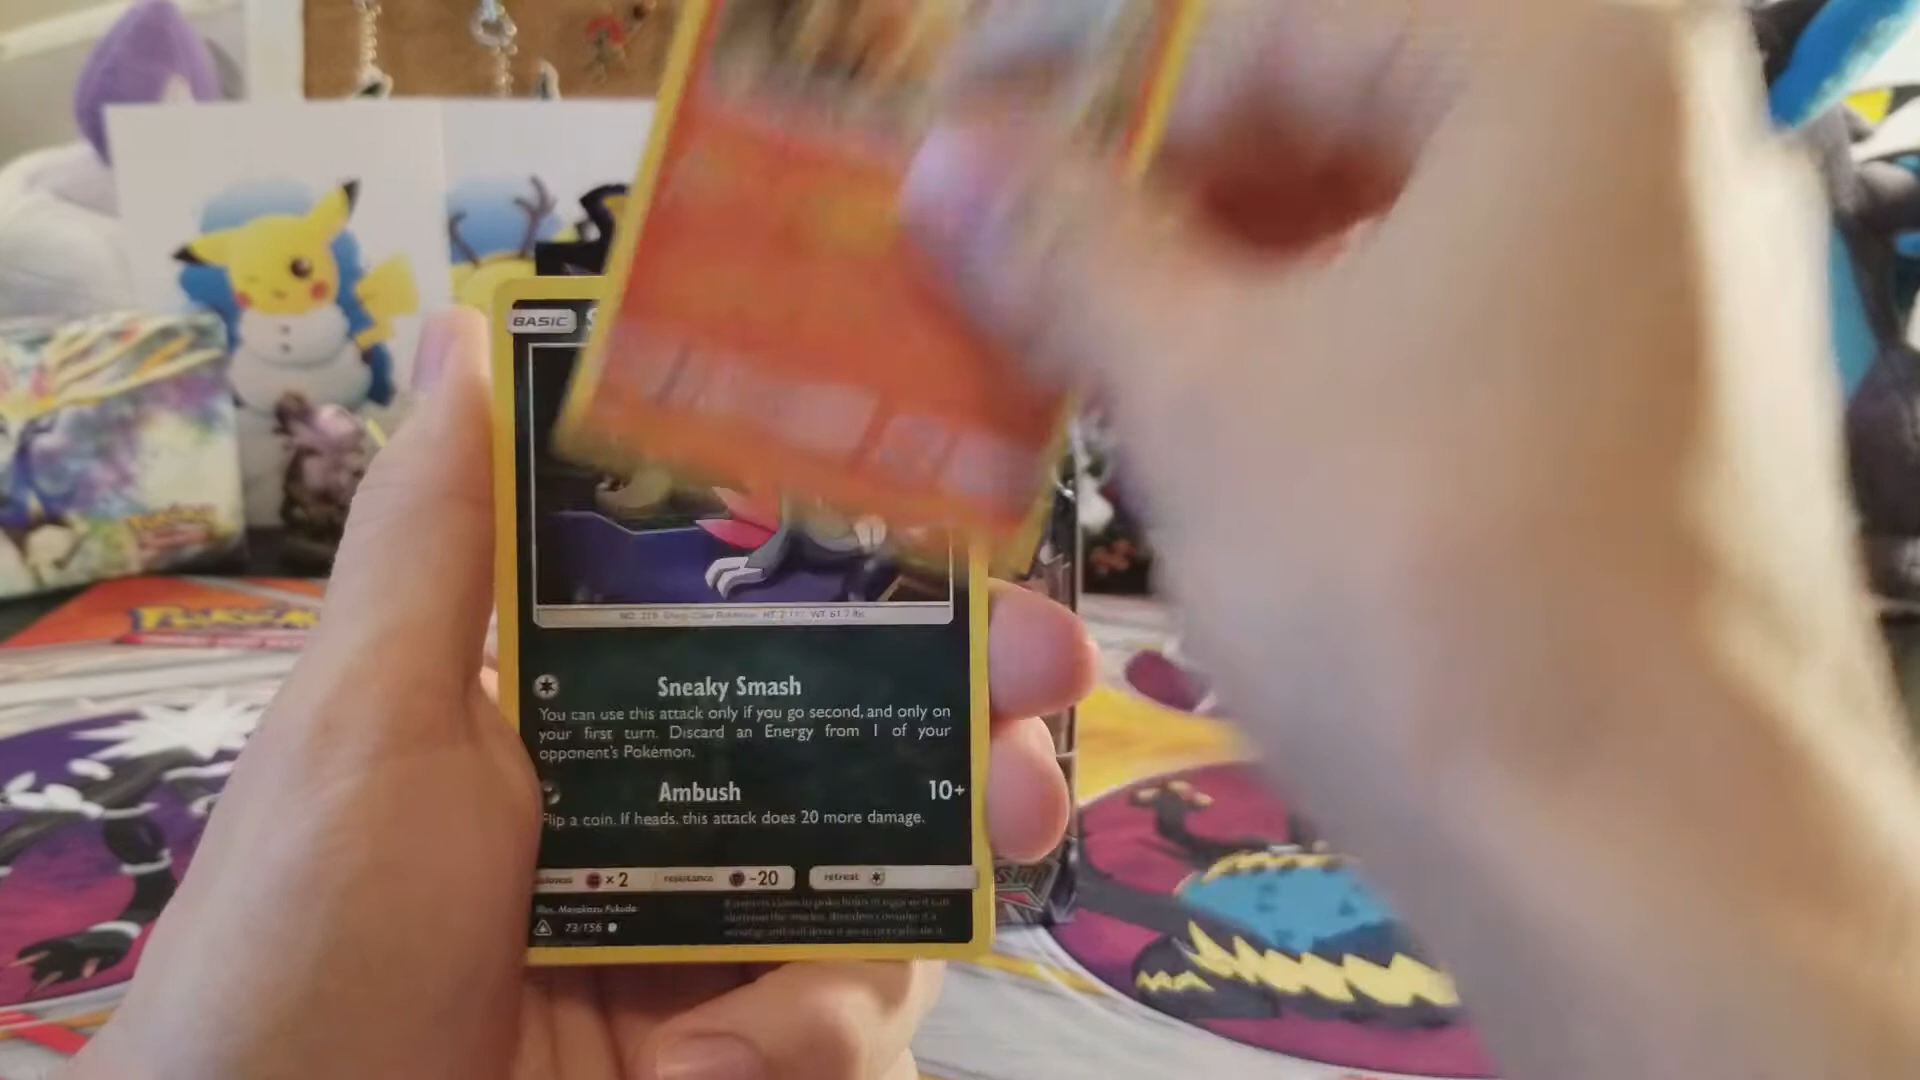 BASIC
Pokémon
Sneaky Smash
You can use this attack only if you go second, and only on
your first turn. Discard an Energy from 1 of your
opponent's Pokémon.
Ambush 10+
Flip a coin. If heads, this attack does 20 more damage.
×2 resistance -20 retreat
Illus. Masakazu Fukuda
73/156